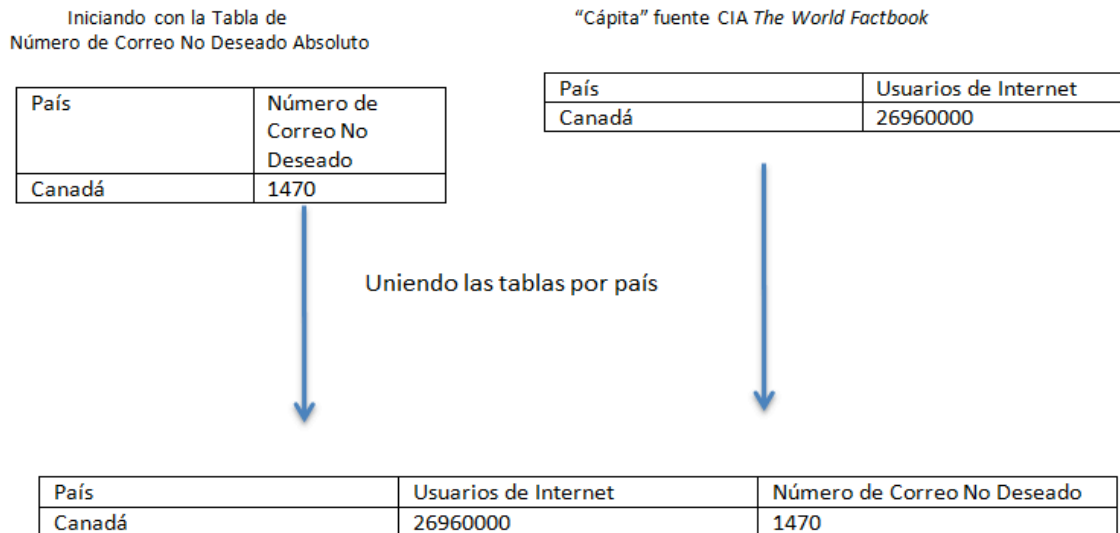 Iniciando con la Tabla de
Número de Correo No Deseado Absoluto
País Número de
Correo No
Deseado
Canadá 1470
“Cápita” fuente CIA The World Factbook
País Usuarios de Internet
Canadá 26960000
Uniendo las tablas por país
País Usuarios de Internet Número de Correo No Deseado
Canadá 26960000 1470